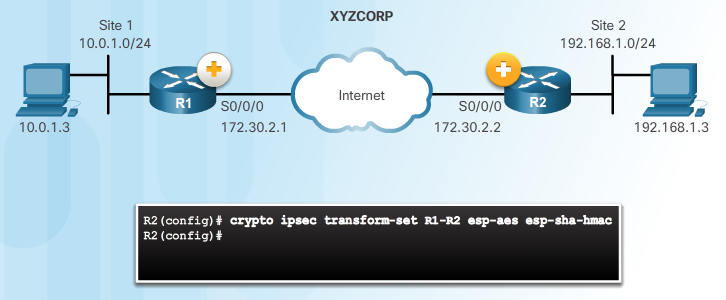 XYZCORP
Site 1
10.0.1.0/24
Site 2
192.168.1.0/24
R1
S0/0/0
Internet
S0/0/0
R2
10.0.1.3
172.30.2.1
172.30.2.2
192.168.1.3
R2(config)# crypto ipsec transform-set R1-R2 esp-aes esp-sha-hmac
R2(config)#